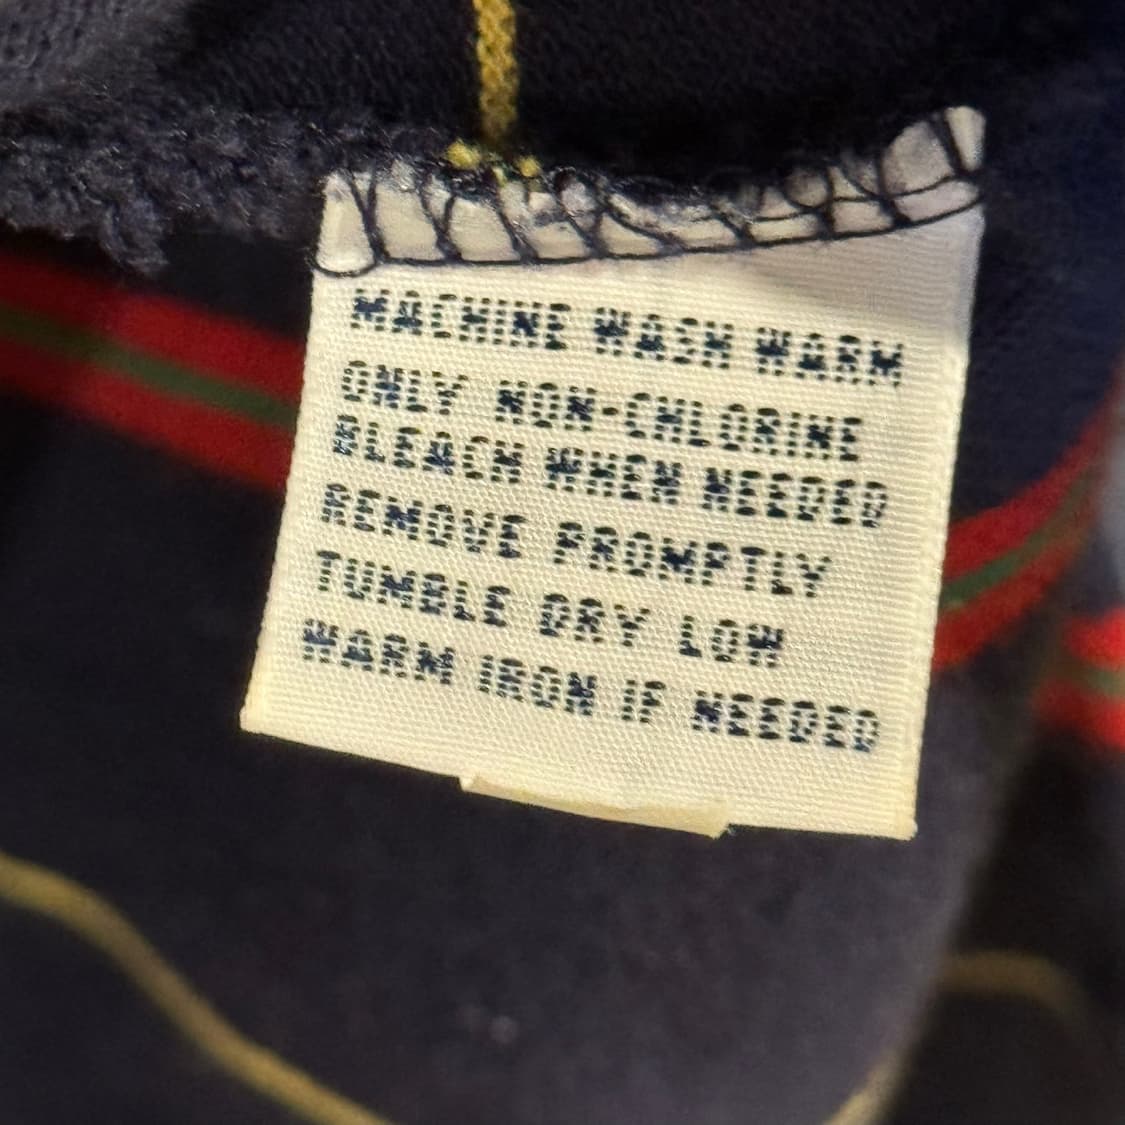 MACHINE WASH WARM
ONLY NON-CHLORINE
BLEACH WHEN NEEDED
REMOVE PROMPTLY
TUMBLE DRY LOW
WARM IRON IF NEEDED